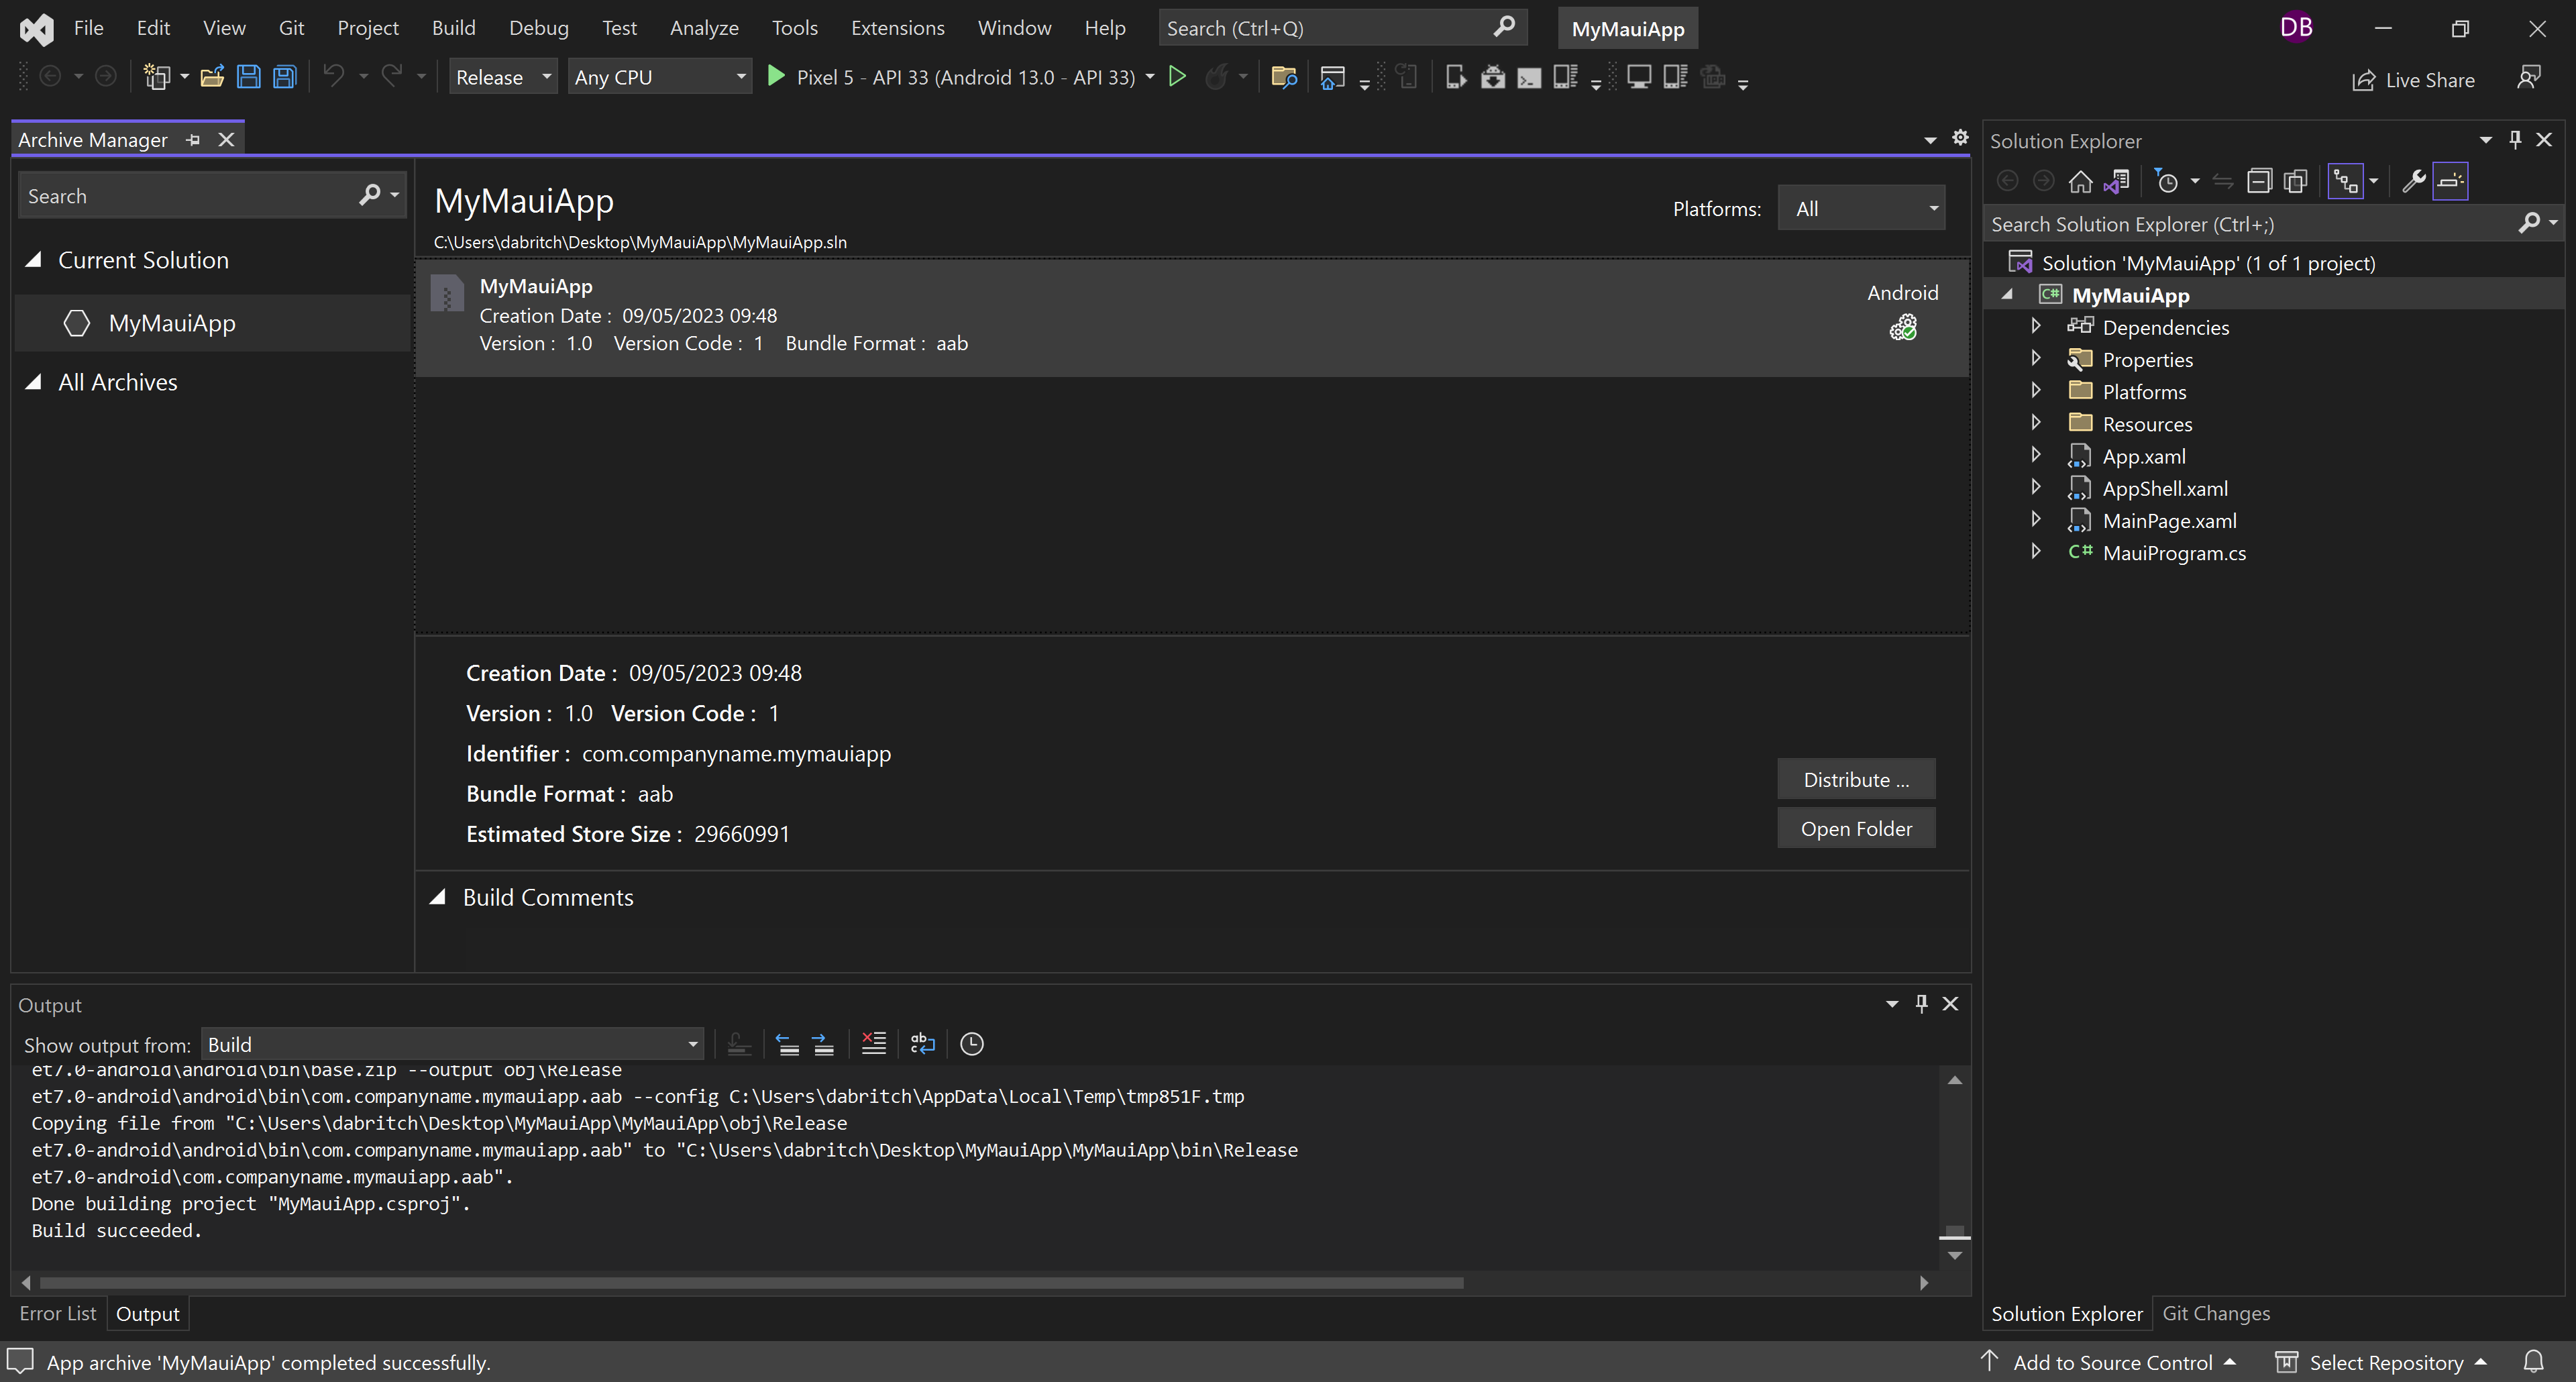 File Edit View Git Project Build Debug Test Analyze Tools Extensions Window Help Search (Ctrl+Q) MyMauiApp DB
Release Any CPU Pixel 5 - API 33 (Android 13.0 - API 33) Live Share
Archive Manager
Search
Current Solution
MyMauiApp
All Archives
MyMauiApp
Platforms: All
C:\Users\dabritch\Desktop\MyMauiApp\MyMauiApp.sln
MyMauiApp
Android
Creation Date : 09/05/2023 09:48
Version : 1.0 Version Code : 1 Bundle Format : aab
Creation Date : 09/05/2023 09:48
Version : 1.0 Version Code : 1
Identifier : com.companyname.mymauiapp
Bundle Format : aab
Estimated Store Size : 29660991
Distribute ...
Open Folder
Build Comments
Output
Show output from: Build
et7.0-android\android\bin\base.zip --output obj\Release
et7.0-android\android\bin\com.companyname.mymauiapp.aab --config C:\Users\dabritch\AppData\Local\Temp\tmp851F.tmp
Copying file from "C:\Users\dabritch\Desktop\MyMauiApp\MyMauiApp\obj\Release
et7.0-android\android\bin\com.companyname.mymauiapp.aab" to "C:\Users\dabritch\Desktop\MyMauiApp\MyMauiApp\bin\Release
et7.0-android\com.companyname.mymauiapp.aab".
Done building project "MyMauiApp.csproj".
Build succeeded.
Error List Output
Solution Explorer
Search Solution Explorer (Ctrl+;)
Solution 'MyMauiApp' (1 of 1 project)
C# MyMauiApp
Dependencies
Properties
Platforms
Resources
App.xaml
AppShell.xaml
MainPage.xaml
C# MauiProgram.cs
Solution Explorer Git Changes
App archive 'MyMauiApp' completed successfully.
Add to Source Control Select Repository